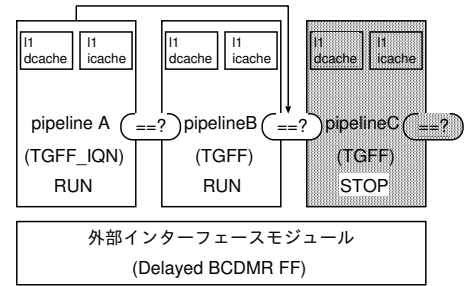 l1 dcache
l1 icache
l1 dcache
l1 icache
l1 dcache
l1 icache
pipeline A ==? pipelineB ==? pipelineC ==?
(TGFF_IQN) (TGFF) (TGFF)
RUN RUN STOP
外部インターフェースモジュール
(Delayed BCDMR FF)